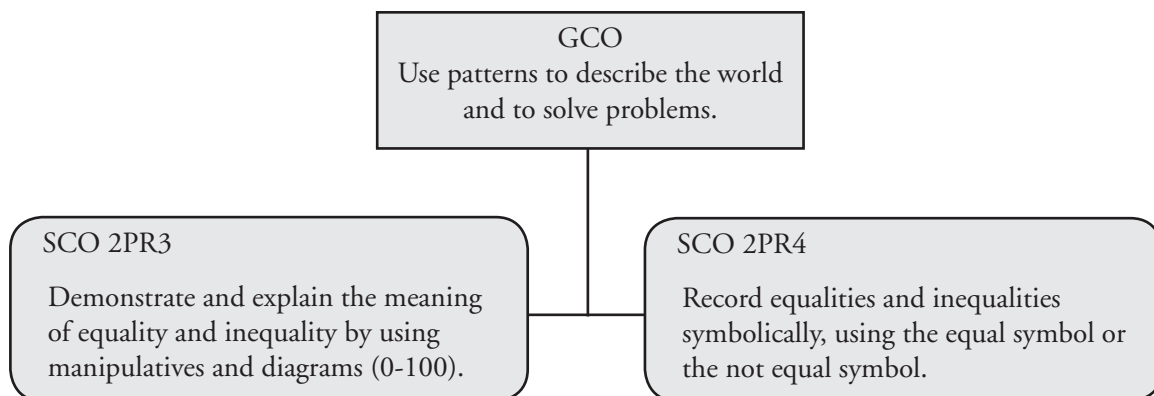 GCO
Use patterns to describe the world
and to solve problems.
SCO 2PR3
Demonstrate and explain the meaning
of equality and inequality by using
manipulatives and diagrams (0-100).
SCO 2PR4
Record equalities and inequalities
symbolically, using the equal symbol or
the not equal symbol.